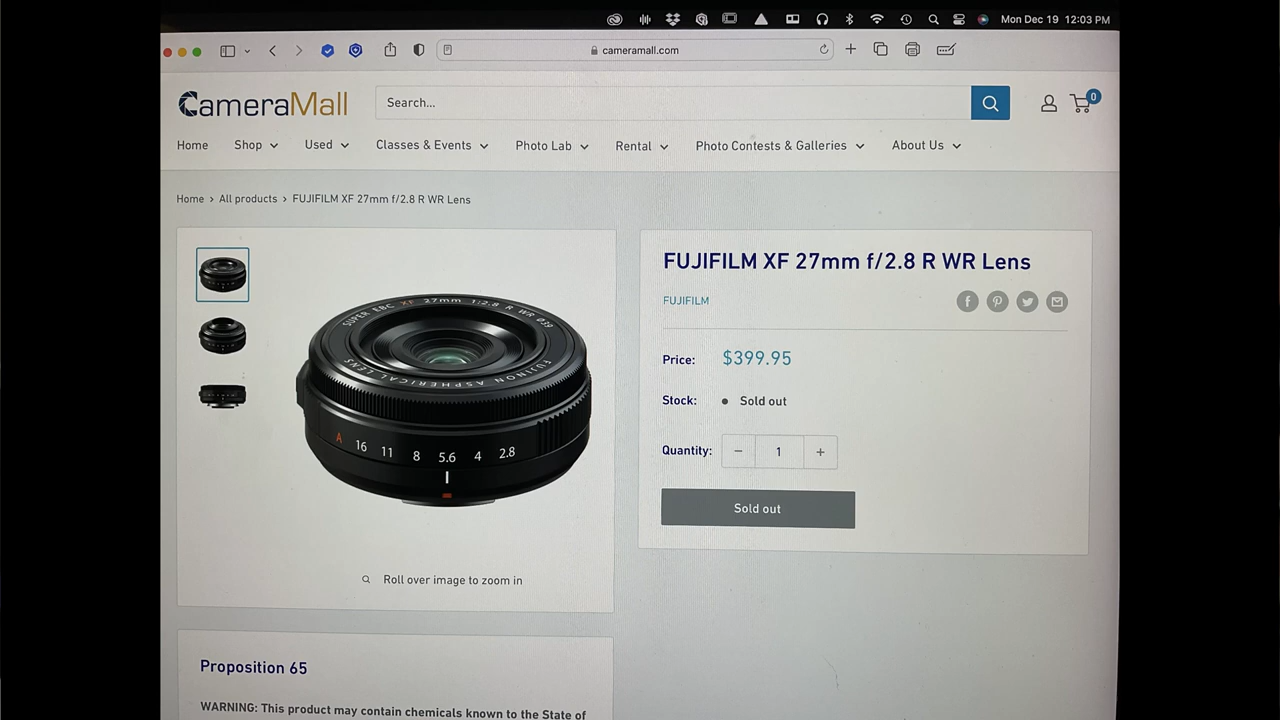 Mon Dec 19 12:03 PM
cameramall.com
CameraMall
Search...
0
Home Shop Used Classes & Events Photo Lab Rental Photo Contests & Galleries About Us
Home > All products > FUJIFILM XF 27mm f/2.8 R WR Lens
FUJIFILM XF 27mm f/2.8 R WR Lens
FUJIFILM
Price: $399.95
Stock: Sold out
Quantity: − 1 +
Sold out
SUPER EBC XF 27mm 1:2.8 R WR ø39
FUJINON ASPHERICAL LENS
A 16 11 8 5.6 4 2.8
Roll over image to zoom in
Proposition 65
WARNING: This product may contain chemicals known to the State of